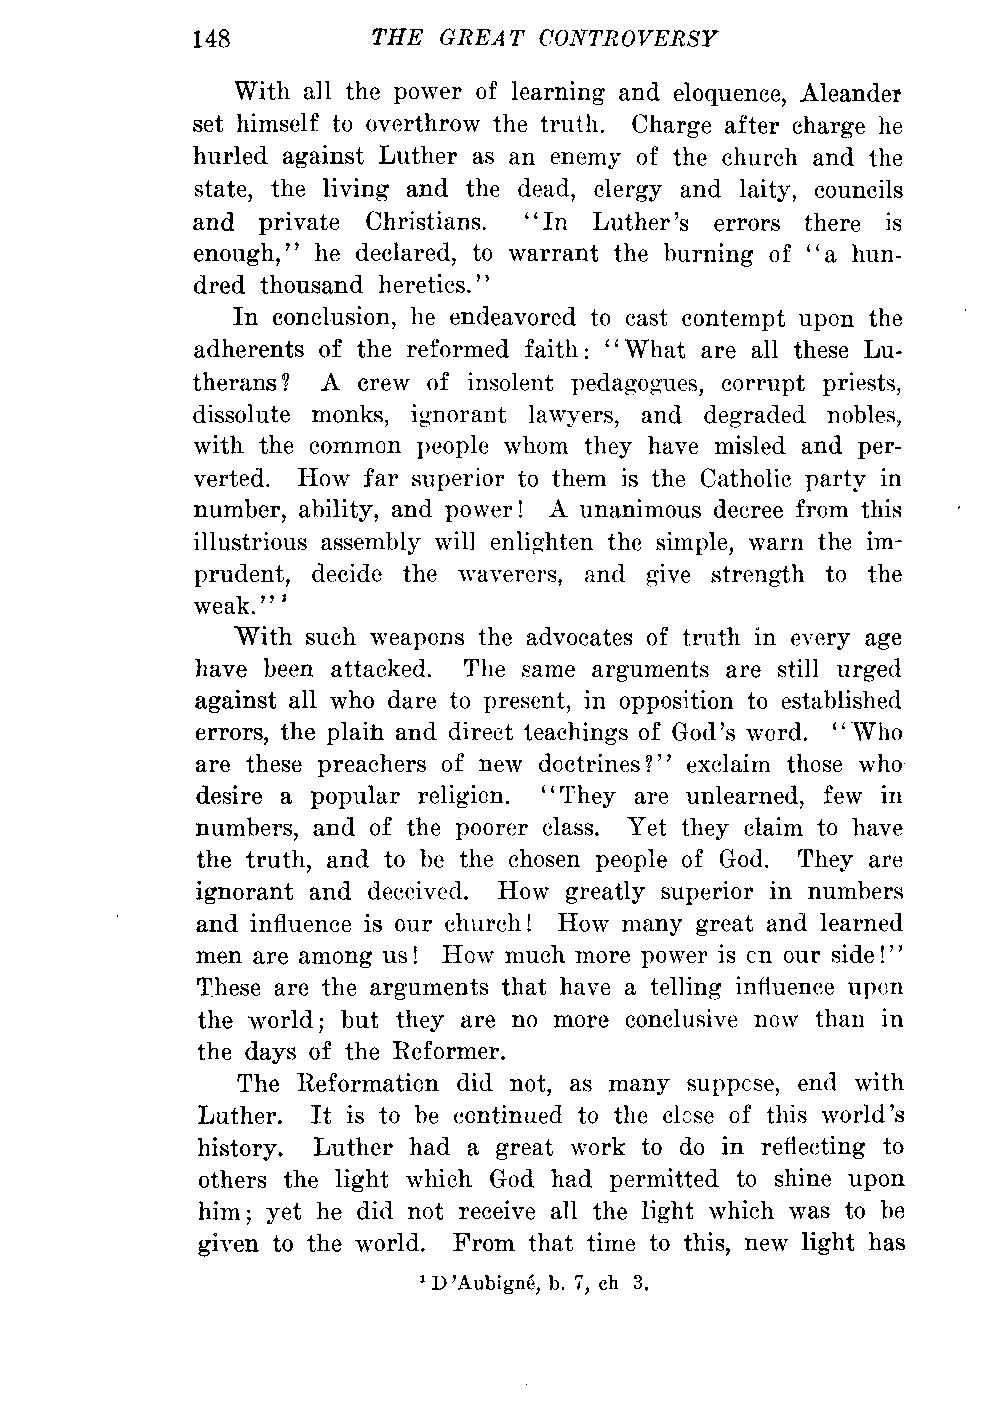 148 THE GREAT CONTROVERSY
With all the power of learning and eloquence, Aleander
set himself to overthrow the truth. Charge after charge he
hurled against Luther as an enemy of the church and the
state, the living and the dead, clergy and laity, councils
and private Christians. "In Luther's errors there is
enough," he declared, to warrant the burning of "a hun-
dred thousand heretics."
In conclusion, he endeavored to cast contempt upon the
adherents of the reformed faith: "What are all these Lu-
therans? A crew of insolent pedagogues, corrupt priests,
dissolute monks, ignorant lawyers, and degraded nobles,
with the common people whom they have misled and per-
verted. How far superior to them is the Catholic party in
number, ability, and power! A unanimous decree from this
illustrious assembly will enlighten the simple, warn the im-
prudent, decide the waverers, and give strength to the
weak." ¹
With such weapons the advocates of truth in every age
have been attacked. The same arguments are still urged
against all who dare to present, in opposition to established
errors, the plain and direct teachings of God's word. "Who
are these preachers of new doctrines?" exclaim those who
desire a popular religion. "They are unlearned, few in
numbers, and of the poorer class. Yet they claim to have
the truth, and to be the chosen people of God. They are
ignorant and deceived. How greatly superior in numbers
and influence is our church! How many great and learned
men are among us! How much more power is on our side!"
These are the arguments that have a telling influence upon
the world; but they are no more conclusive now than in
the days of the Reformer.
The Reformation did not, as many suppose, end with
Luther. It is to be continued to the close of this world's
history. Luther had a great work to do in reflecting to
others the light which God had permitted to shine upon
him; yet he did not receive all the light which was to be
given to the world. From that time to this, new light has
¹ D'Aubigné, b. 7, ch 3.